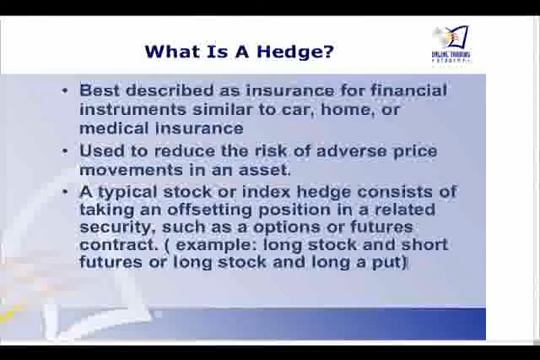 What Is A Hedge?
ONLINE TRADING
ACADEMY
• Best described as insurance for financial
instruments similar to car, home, or
medical insurance
• Used to reduce the risk of adverse price
movements in an asset.
• A typical stock or index hedge consists of
taking an offsetting position in a related
security, such as a options or futures
contract. ( example: long stock and short
futures or long stock and long a put)